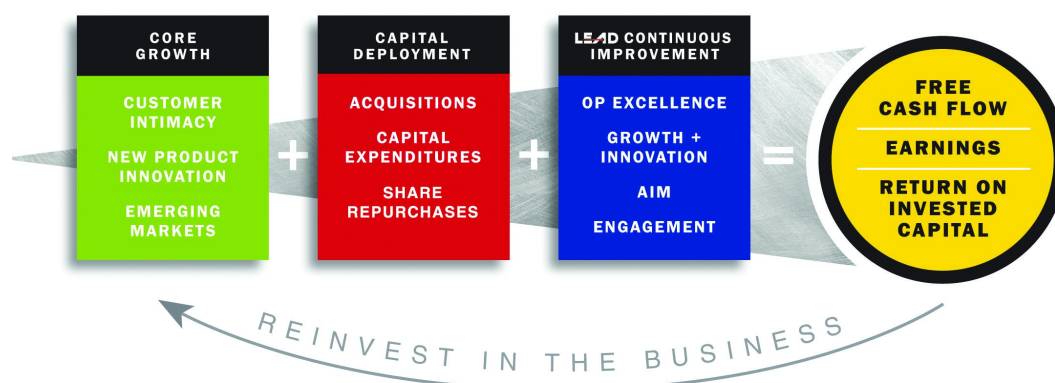 CORE
GROWTH
CUSTOMER
INTIMACY
NEW PRODUCT
INNOVATION
EMERGING
MARKETS
+
CAPITAL
DEPLOYMENT
ACQUISITIONS
CAPITAL
EXPENDITURES
SHARE
REPURCHASES
+
LEAD CONTINUOUS
IMPROVEMENT
OP EXCELLENCE
GROWTH +
INNOVATION
AIM
ENGAGEMENT
=
FREE
CASH FLOW
EARNINGS
RETURN ON
INVESTED
CAPITAL
REINVEST IN THE BUSINESS